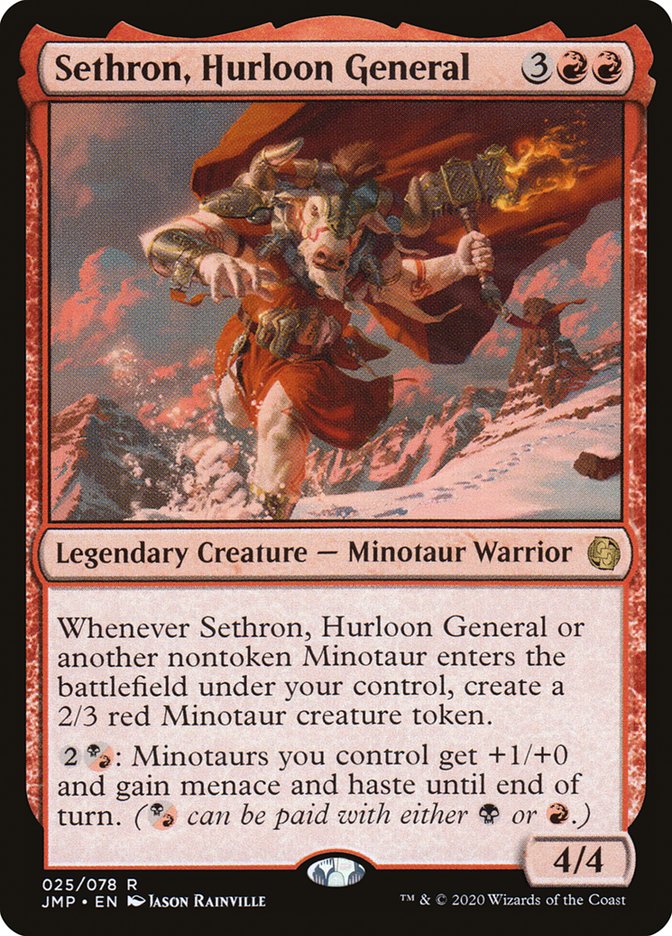 Sethron, Hurloon General 3
Legendary Creature — Minotaur Warrior
Whenever Sethron, Hurloon General or
another nontoken Minotaur enters the
battlefield under your control, create a
2/3 red Minotaur creature token.
2 : Minotaurs you control get +1/+0
and gain menace and haste until end of
turn. ( can be paid with either or .)
4/4
025/078 R
JMP • EN Jason Rainville
™ & © 2020 Wizards of the Coast